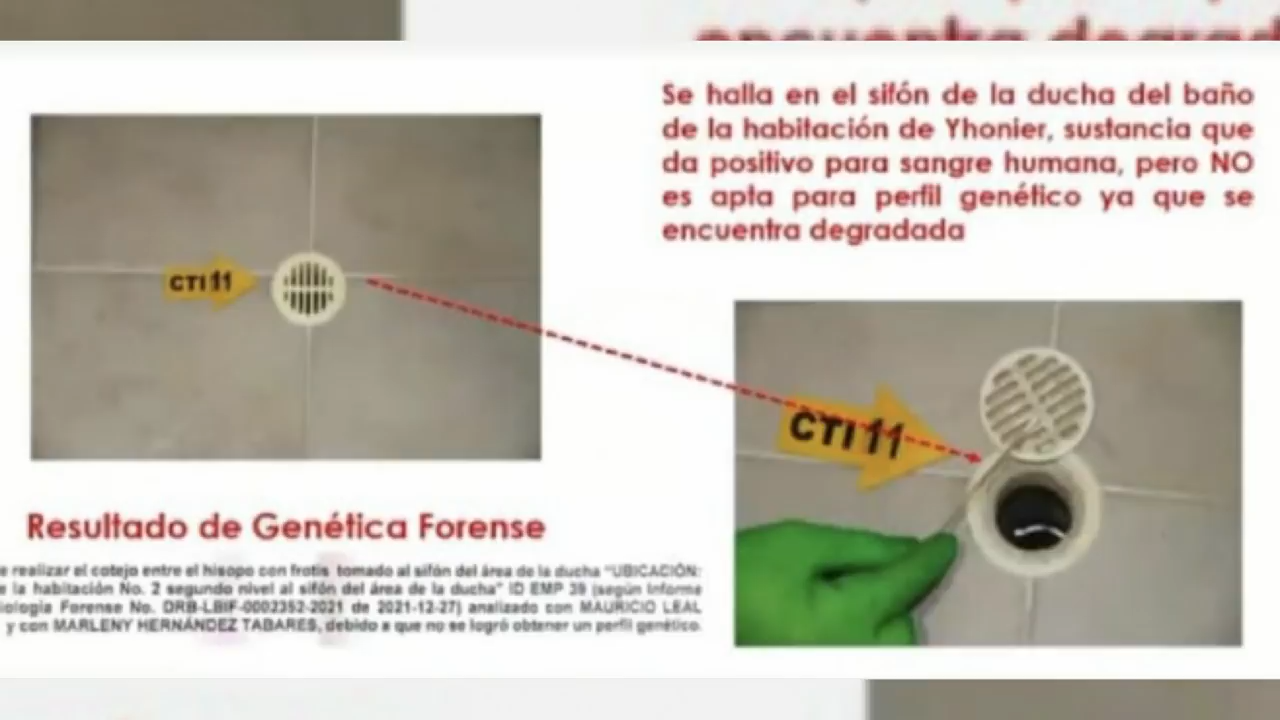 encuentra degrad
Se halla en el sifón de la ducha del baño
de la habitación de Yhonier, sustancia que
da positivo para sangre humana, pero NO
es apta para perfil genético ya que se
encuentra degradada
CTI 11
CTI 11
Resultado de Genética Forense
realizar el cotejo entre el hisopo con frotis tomado al sifón del área de la ducha "UBICACIÓN:
la habitación No. 2 segundo nivel al sifón del área de la ducha" ID EMP 39 (según Informe
Forense No. DRB-LBIF-0002352-2021 de 2021-12-27) analizado con MAURICIO LEAL
y con MARLENY HERNÁNDEZ TABARES, debido a que no se logró obtener un perfil genético.